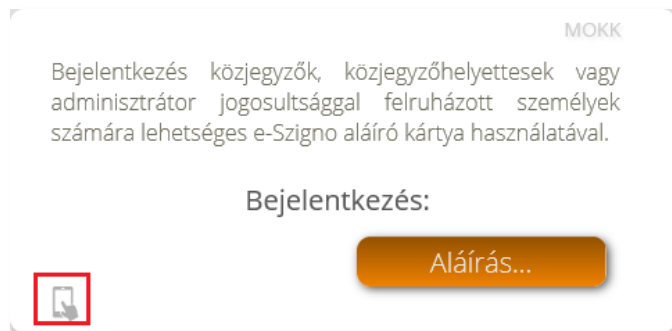 MOKK
Bejelentkezés közjegyzők, közjegyzőhelyettesek vagy
adminisztrátor jogosultsággal felruházott személyek
számára lehetséges e-Szigno aláíró kártya használatával.
Bejelentkezés:
Aláírás...